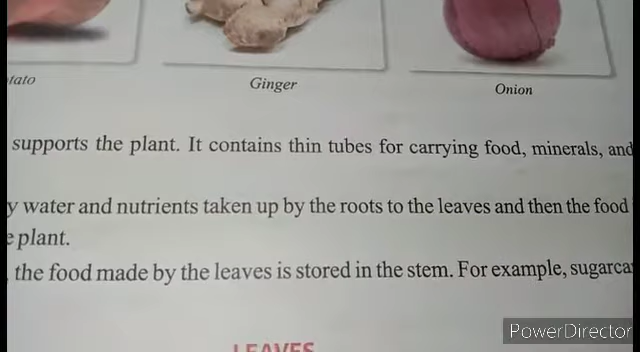 tato
Ginger
Onion
supports the plant. It contains thin tubes for carrying food, minerals, and
y water and nutrients taken up by the roots to the leaves and then the food
e plant.
the food made by the leaves is stored in the stem. For example, sugarca
LEAVES
PowerDirector